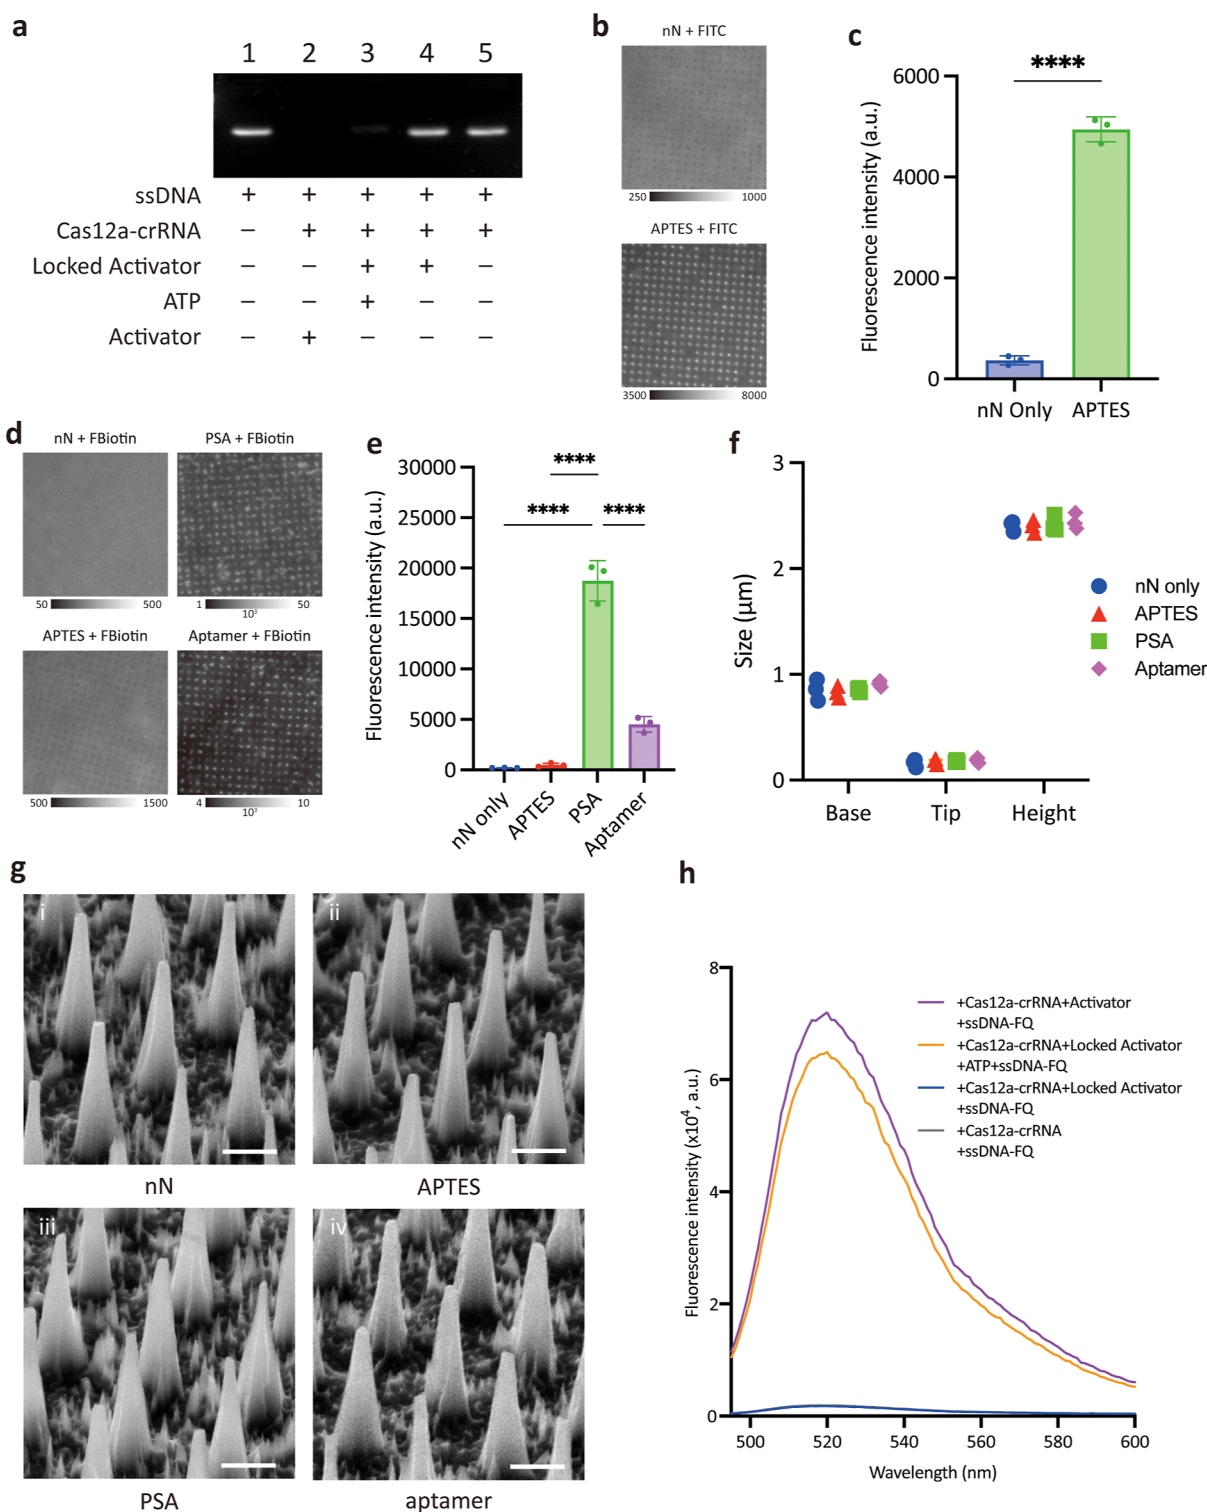 a
1 2 3 4 5
ssDNA + + + + +
Cas12a-crRNA – + + + +
Locked Activator – – + + –
ATP – – + – –
Activator – + – – –
b
nN + FITC
250 1000
APTES + FITC
3500 8000
c
Fluorescence intensity (a.u.)
6000
4000
2000
0
****
nN Only APTES
d
nN + FBiotin
50 500
PSA + FBiotin
1 10³ 50
APTES + FBiotin
500 1500
Aptamer + FBiotin
4 10³ 10
e
Fluorescence intensity (a.u.)
30000
25000
20000
15000
10000
5000
0
****
**** ****
nN only APTES PSA Aptamer
f
Size (μm)
3
2
1
0
Base Tip Height
nN only
APTES
PSA
Aptamer
g
i
nN
ii
APTES
iii
PSA
iv
aptamer
h
Fluorescence intensity (x10⁴, a.u.)
8
6
4
2
0
500 520 540 560 580 600
Wavelength (nm)
+Cas12a-crRNA+Activator
+ssDNA-FQ
+Cas12a-crRNA+Locked Activator
+ATP+ssDNA-FQ
+Cas12a-crRNA+Locked Activator
+ssDNA-FQ
+Cas12a-crRNA
+ssDNA-FQ